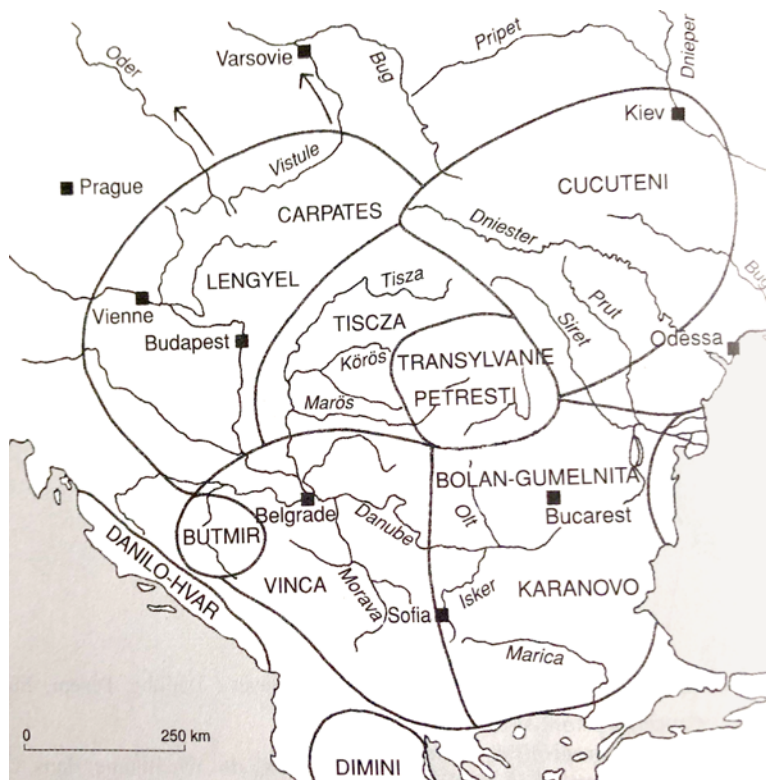 Oder
Varsovie
Bug
Pripet
Dnieper
Kiev
Vistule
Prague
CUCUTENI
CARPATES
Dniester
LENGYEL
Tisza
Bug
Vienne
TISCZA
Siret
Prut
Odessa
Budapest
Körös
TRANSYLVANIE
PETRESTI
Marös
BOLAN-GUMELNITA
Belgrade
Danube
Olt
Bucarest
BUTMIR
DANILO-HVAR
VINCA
Morava
Isker
KARANOVO
Sofia
Marica
0 250 km
DIMINI